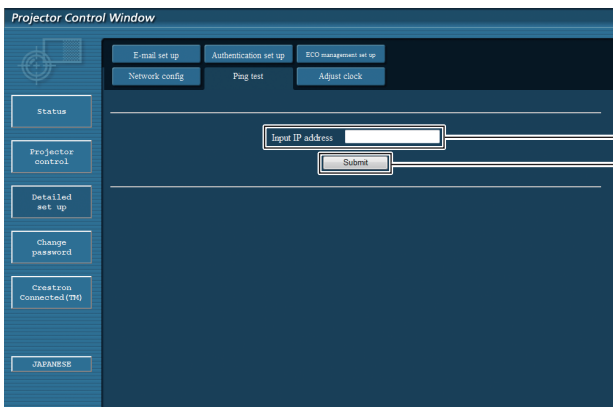 Projector Control Window
E-mail set up
Authentication set up
ECO management set up
Network config
Ping test
Adjust clock
Status
Projector
control
Detailed
set up
Change
password
Crestron
Connected(TM)
JAPANESE
Input IP address
Submit